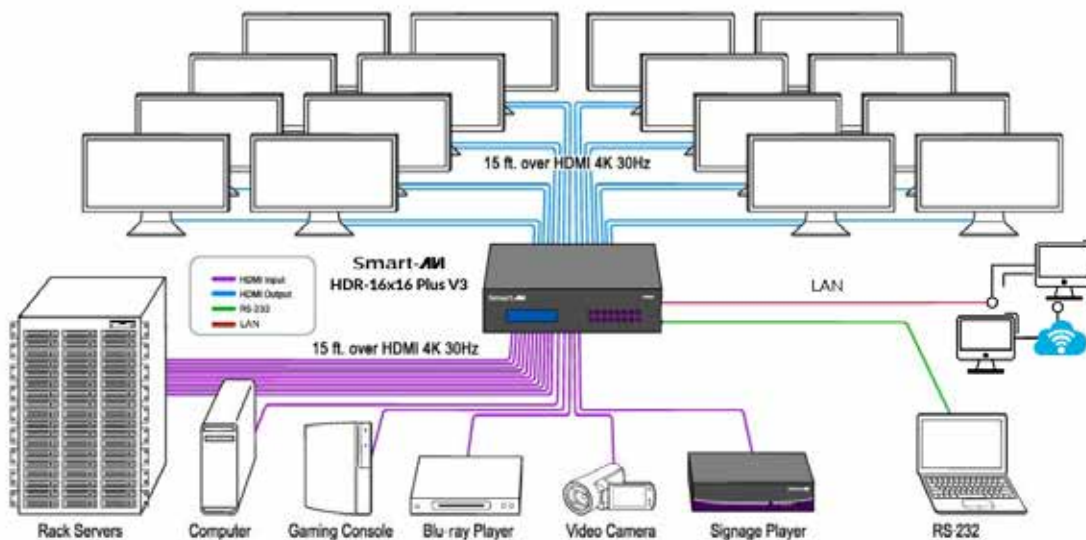 15 ft. over HDMI 4K 30Hz
Smart-AVI
HDR-16x16 Plus V3
HDMI Input
HDMI Output
RS-232
LAN
Smart-AVI
LAN
15 ft. over HDMI 4K 30Hz
Rack Servers
Computer
Gaming Console
Blu-ray Player
Video Camera
Signage Player
RS-232